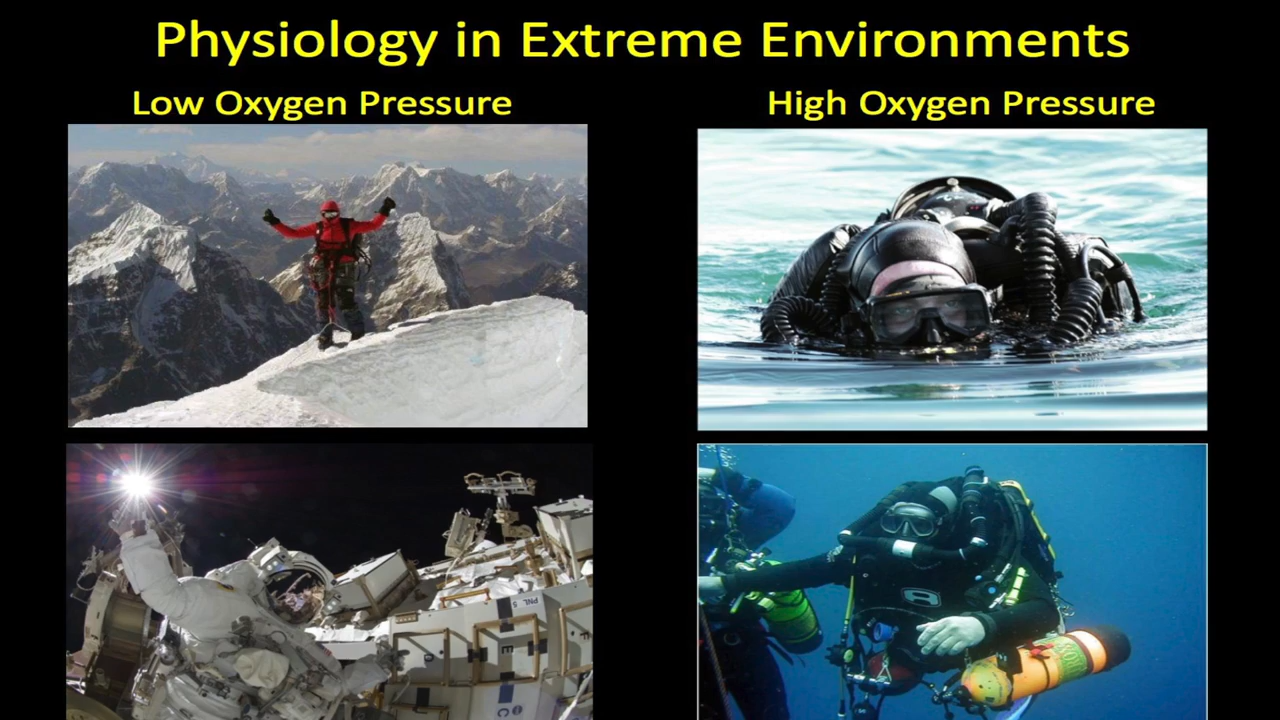 Physiology in Extreme Environments
Low Oxygen Pressure
High Oxygen Pressure